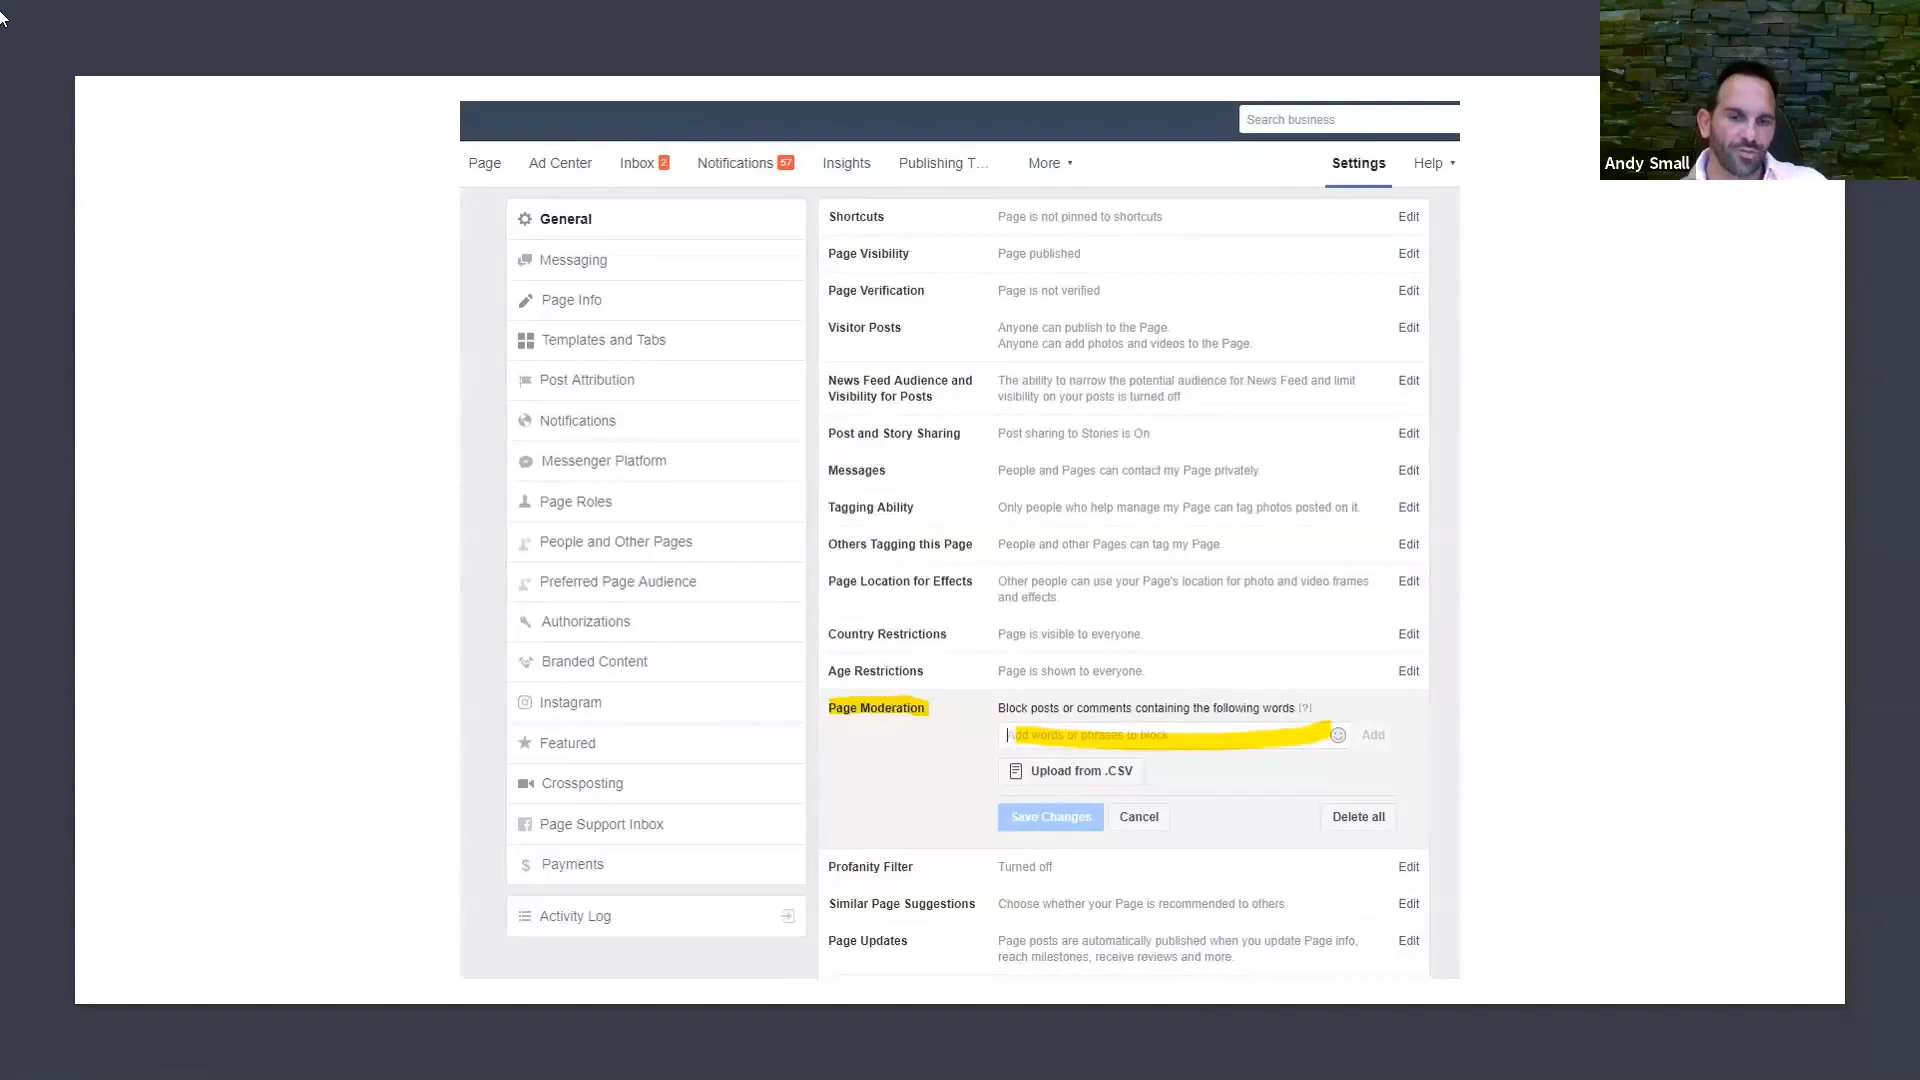 Search business
Page Ad Center Inbox 2 Notifications 57 Insights Publishing T... More Settings Help
Andy Small
General
Messaging
Page Info
Templates and Tabs
Post Attribution
Notifications
Messenger Platform
Page Roles
People and Other Pages
Preferred Page Audience
Authorizations
Branded Content
Instagram
Featured
Crossposting
Page Support Inbox
Payments
Activity Log
Shortcuts Page is not pinned to shortcuts Edit
Page Visibility Page published Edit
Page Verification Page is not verified Edit
Visitor Posts Anyone can publish to the Page. Edit
Anyone can add photos and videos to the Page.
News Feed Audience and The ability to narrow the potential audience for News Feed and limit Edit
Visibility for Posts visibility on your posts is turned off
Post and Story Sharing Post sharing to Stories is On Edit
Messages People and Pages can contact my Page privately. Edit
Tagging Ability Only people who help manage my Page can tag photos posted on it. Edit
Others Tagging this Page People and other Pages can tag my Page. Edit
Page Location for Effects Other people can use your Page's location for photo and video frames Edit
and effects.
Country Restrictions Page is visible to everyone. Edit
Age Restrictions Page is shown to everyone. Edit
Page Moderation Block posts or comments containing the following words [?]
Add words or phrases to block Add
Upload from .CSV
Save Changes Cancel Delete all
Profanity Filter Turned off Edit
Similar Page Suggestions Choose whether your Page is recommended to others Edit
Page Updates Page posts are automatically published when you update Page info, Edit
reach milestones, receive reviews and more.